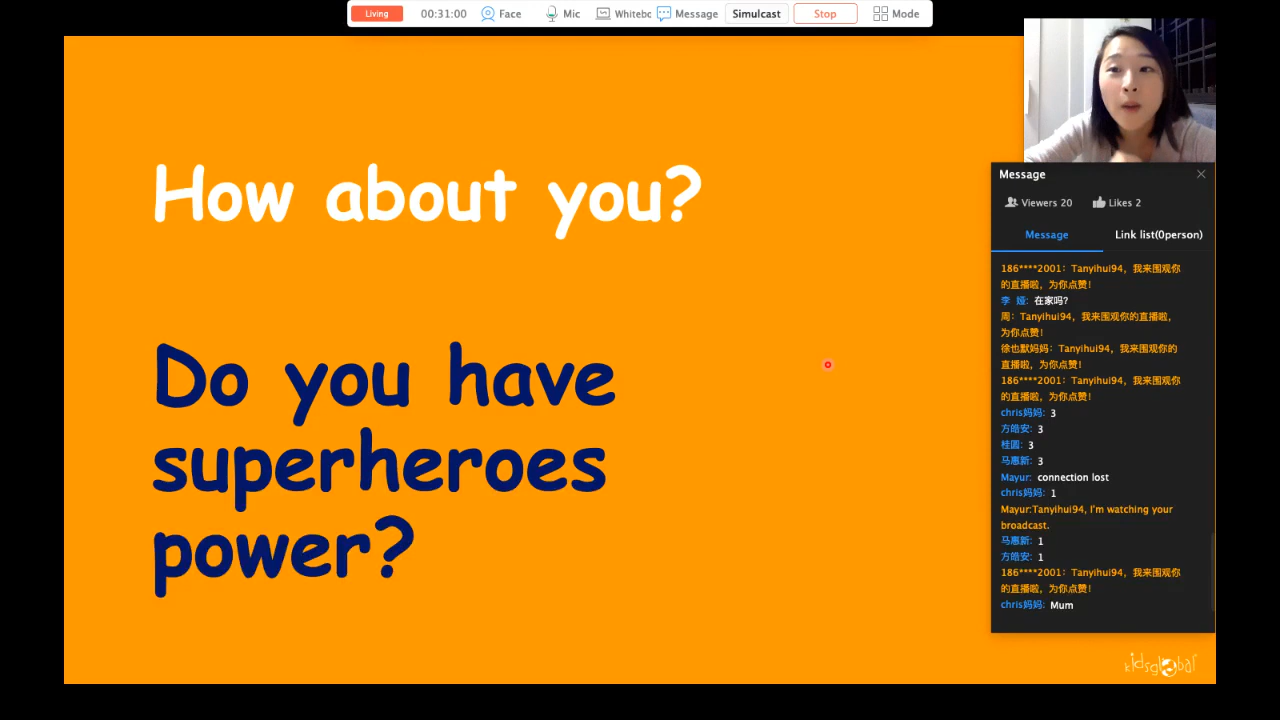 Living 00:31:00 Face Mic Whitebc Message Simulcast Stop Mode
How about you?
Do you have
superheroes
power?
Message
Viewers 20 Likes 2
Message Link list(0person)
186****2001：Tanyihui94，我来围观你
的直播啦，为你点赞！
李 娅: 在家吗?
周：Tanyihui94，我来围观你的直播啦，
为你点赞！
徐也默妈妈：Tanyihui94，我来围观你的
直播啦，为你点赞！
186****2001：Tanyihui94，我来围观你
的直播啦，为你点赞！
chris妈妈: 3
方皓安: 3
桂圆: 3
马惠新: 3
Mayur: connection lost
chris妈妈: 1
Mayur:Tanyihui94, I'm watching your
broadcast.
马惠新: 1
方皓安: 1
186****2001：Tanyihui94，我来围观你
的直播啦，为你点赞！
chris妈妈: Mum
kidsglobal